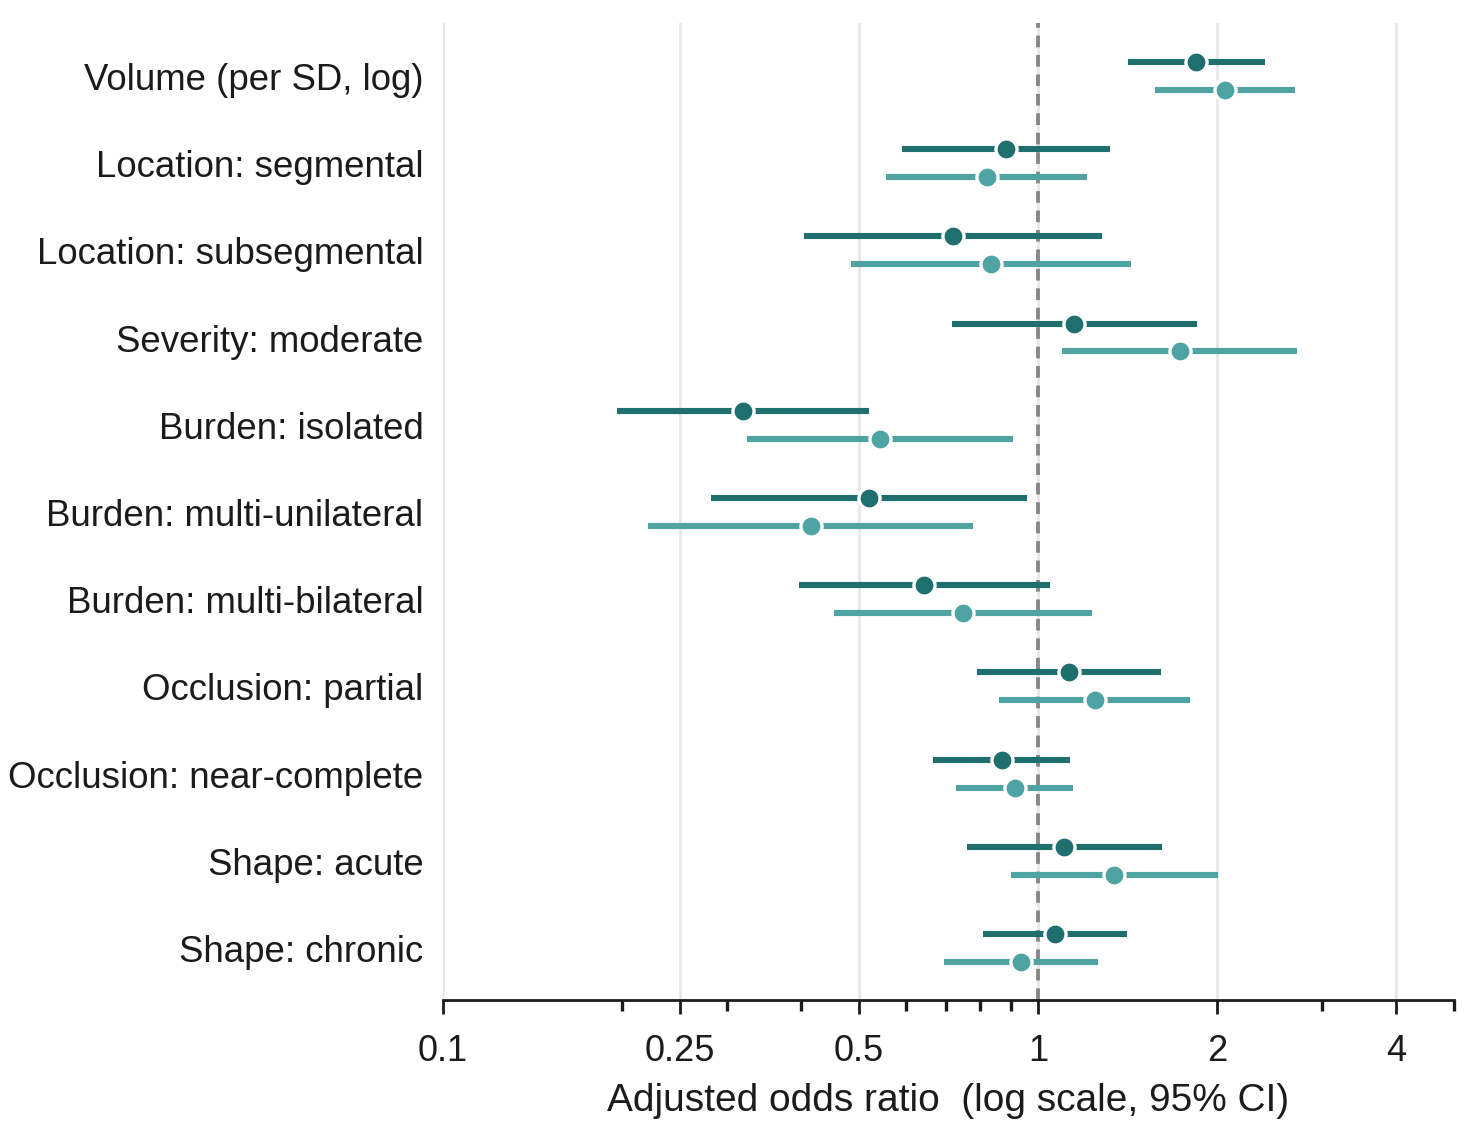 Volume (per SD, log)
Location: segmental
Location: subsegmental
Severity: moderate
Burden: isolated
Burden: multi-unilateral
Burden: multi-bilateral
Occlusion: partial
Occlusion: near-complete
Shape: acute
Shape: chronic
0.1 0.25 0.5 1 2 4
Adjusted odds ratio (log scale, 95% CI)